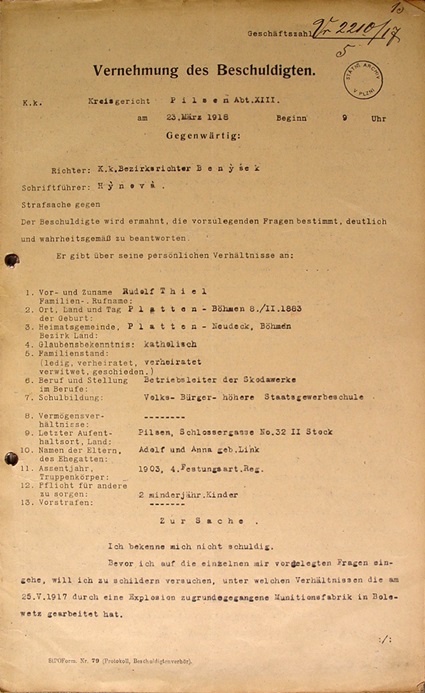 10
Geschäftszahl Vr 2210/17
5
Vernehmung des Beschuldigten.
STÁTNÍ ARCHIV
V PLZNI
K.k. Kreisgericht Pilsen Abt.XIII.
am 23.März 1918 Beginn 9 Uhr
Gegenwärtig:
Richter: K.k.Bezirksrichter Benýšek
Schriftführer: Hýnová.
Strafsache gegen
Der Beschuldigte wird ermahnt, die vorzulegenden Fragen bestimmt, deutlich
und wahrheitsgemäß zu beantworten.
Er gibt über seine persönlichen Verhältnisse an:
1. Vor- und Zuname Rudolf Thiel
Familien-, Rufname:
2. Ort, Land und Tag Platten - Böhmen 8./II.1883
der Geburt:
3. Heimatsgemeinde, Platten - Neudeck, Böhmen
Bezirk Land:
4. Glaubensbekenntnis: katholisch
5. Familienstand:
(ledig, verheiratet, verheiratet
verwitwet, geschieden.)
6. Beruf und Stellung Betriebsleiter der Skodawerke
im Berufe:
7. Schulbildung: Volks- Bürger- höhere Staatsgewerbeschule
8. Vermögensver- -------
hältnisse:
9. Letzter Aufent- Pilsen, Schlossergasse No.32 II Stock
haltsort, Land:
10. Namen der Eltern, Adolf und Anna geb.Link
des Ehegatten:
11. Assentjahr, 1903, 4.Festungsart.Reg.
Truppenkörper:
12. Pflicht für andere
zu sorgen: 2 minderjähr.Kinder
13. Vorstrafen: -------
Zur Sache .
Ich bekenne mich nicht schuldig.
Bevor ich auf die einzelnen mir vorgelegten Fragen ein-
gehe, will ich zu schildern versuchen, unter welchen Verhältnissen die am
25.V.1917 durch eine Explosion zugrundegegangene Munitionsfabrik in Bole-
wetz gearbeitet hat.
./.
StPOForm. Nr. 79 (Protokoll, Beschuldigtenverhör).